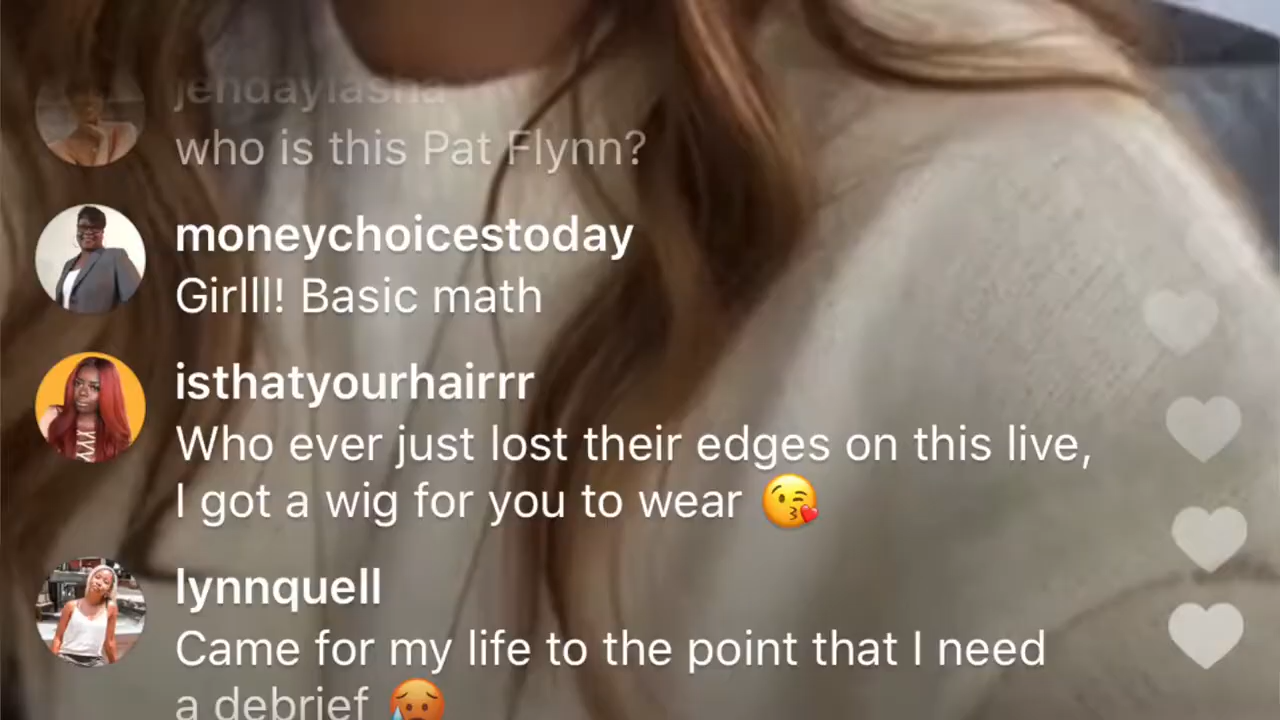 jendaylasha
who is this Pat Flynn?
moneychoicestoday
Girlll! Basic math
isthatyourhairrr
Who ever just lost their edges on this live,
I got a wig for you to wear 😘
lynnquell
Came for my life to the point that I need
a debrief 🥵